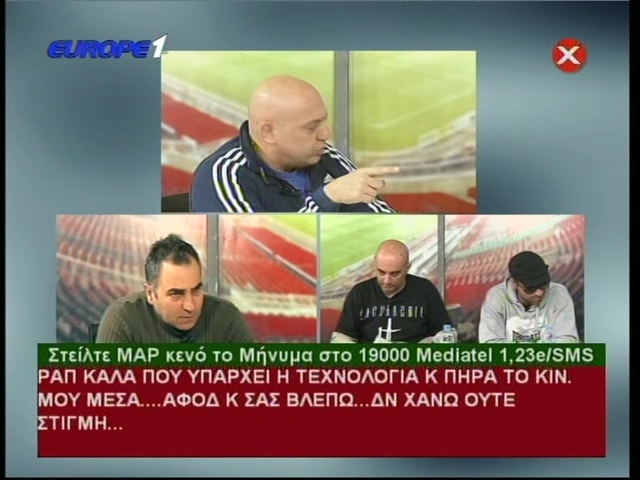 EUROPE1
X
Στείλτε ΜΑΡ κενό το Μήνυμα στο 19000 Mediatel 1,23e/SMS
ΡΑΠ ΚΑΛΑ ΠΟΥ ΥΠΑΡΧΕΙ Η ΤΕΧΝΟΛΟΓΙΑ Κ ΠΗΡΑ ΤΟ ΚΙΝ.
ΜΟΥ ΜΕΣΑ....ΑΦΟΔ Κ ΣΑΣ ΒΛΕΠΩ...ΔΝ ΧΑΝΩ ΟΥΤΕ
ΣΤΙΓΜΗ...